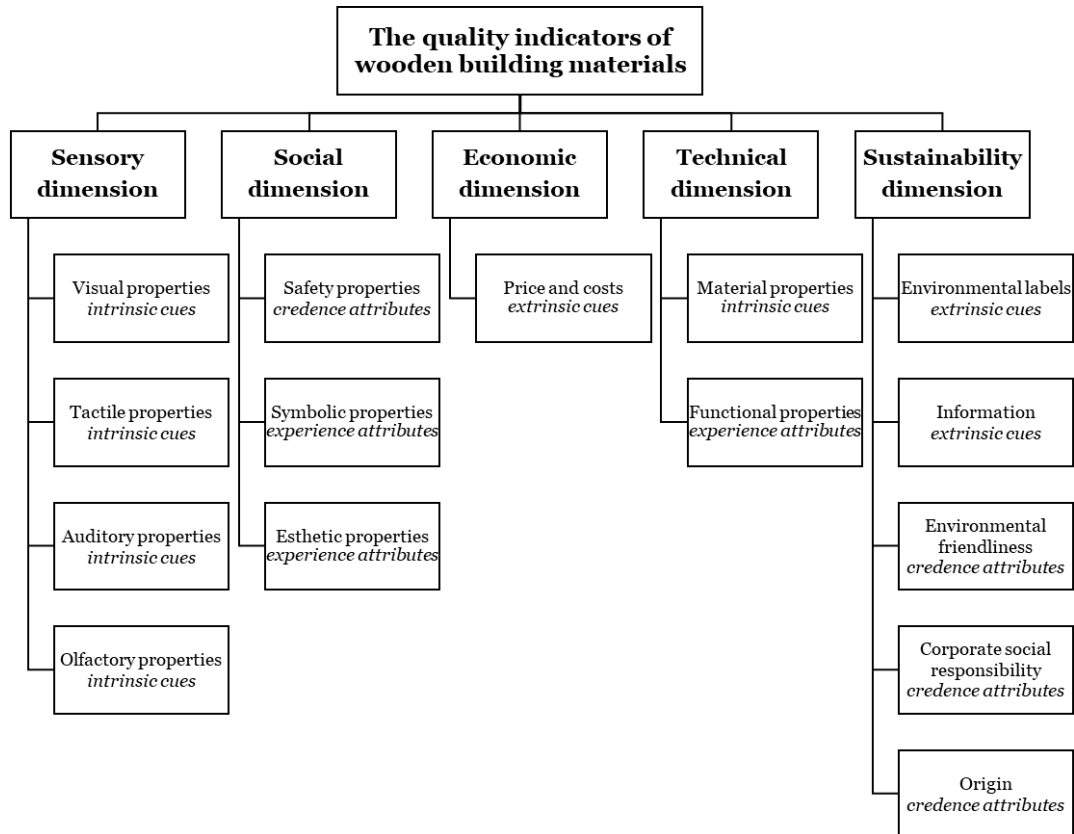 The quality indicators of
wooden building materials
Sensory
dimension
Social
dimension
Economic
dimension
Technical
dimension
Sustainability
dimension
Visual properties
intrinsic cues
Tactile properties
intrinsic cues
Auditory properties
intrinsic cues
Olfactory properties
intrinsic cues
Safety properties
credence attributes
Symbolic properties
experience attributes
Esthetic properties
experience attributes
Price and costs
extrinsic cues
Material properties
intrinsic cues
Functional properties
experience attributes
Environmental labels
extrinsic cues
Information
extrinsic cues
Environmental
friendliness
credence attributes
Corporate social
responsibility
credence attributes
Origin
credence attributes